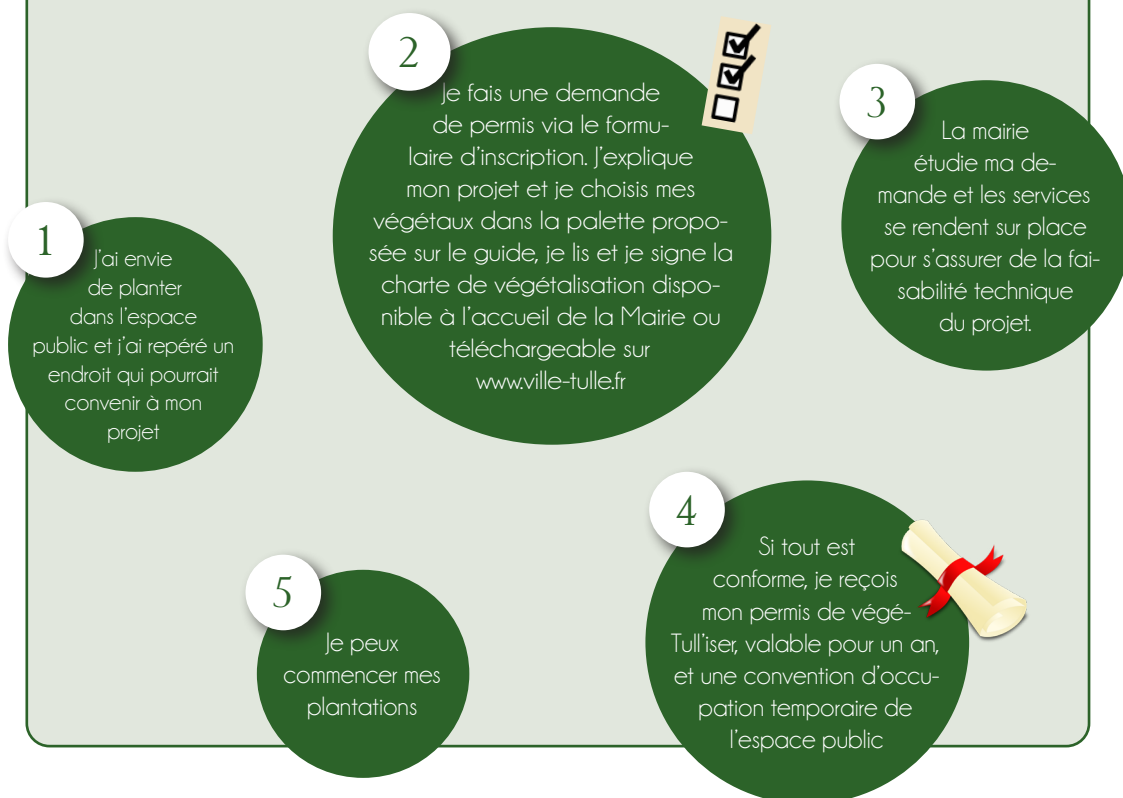 1
J'ai envie
de planter
dans l'espace
public et j'ai repéré un
endroit qui pourrait
convenir à mon
projet
2
Je fais une demande
de permis via le formu-
laire d'inscription. J'explique
mon projet et je choisis mes
végétaux dans la palette propo-
sée sur le guide, je lis et je signe la
charte de végétalisation dispo-
nible à l'accueil de la Mairie ou
téléchargeable sur
www.ville-tulle.fr
3
La mairie
étudie ma de-
mande et les services
se rendent sur place
pour s'assurer de la fai-
sabilité technique
du projet.
4
Si tout est
conforme, je reçois
mon permis de végé-
Tull'iser, valable pour un an,
et une convention d'occu-
pation temporaire de
l'espace public
5
Je peux
commencer mes
plantations